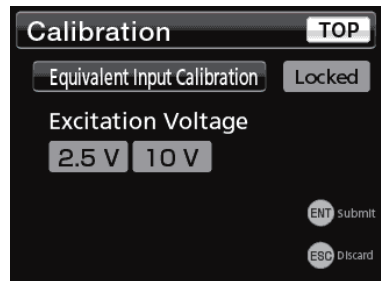 Calibration TOP
Equivalent Input Calibration Locked
Excitation Voltage
2.5 V 10 V
ENT Submit
ESC Discard